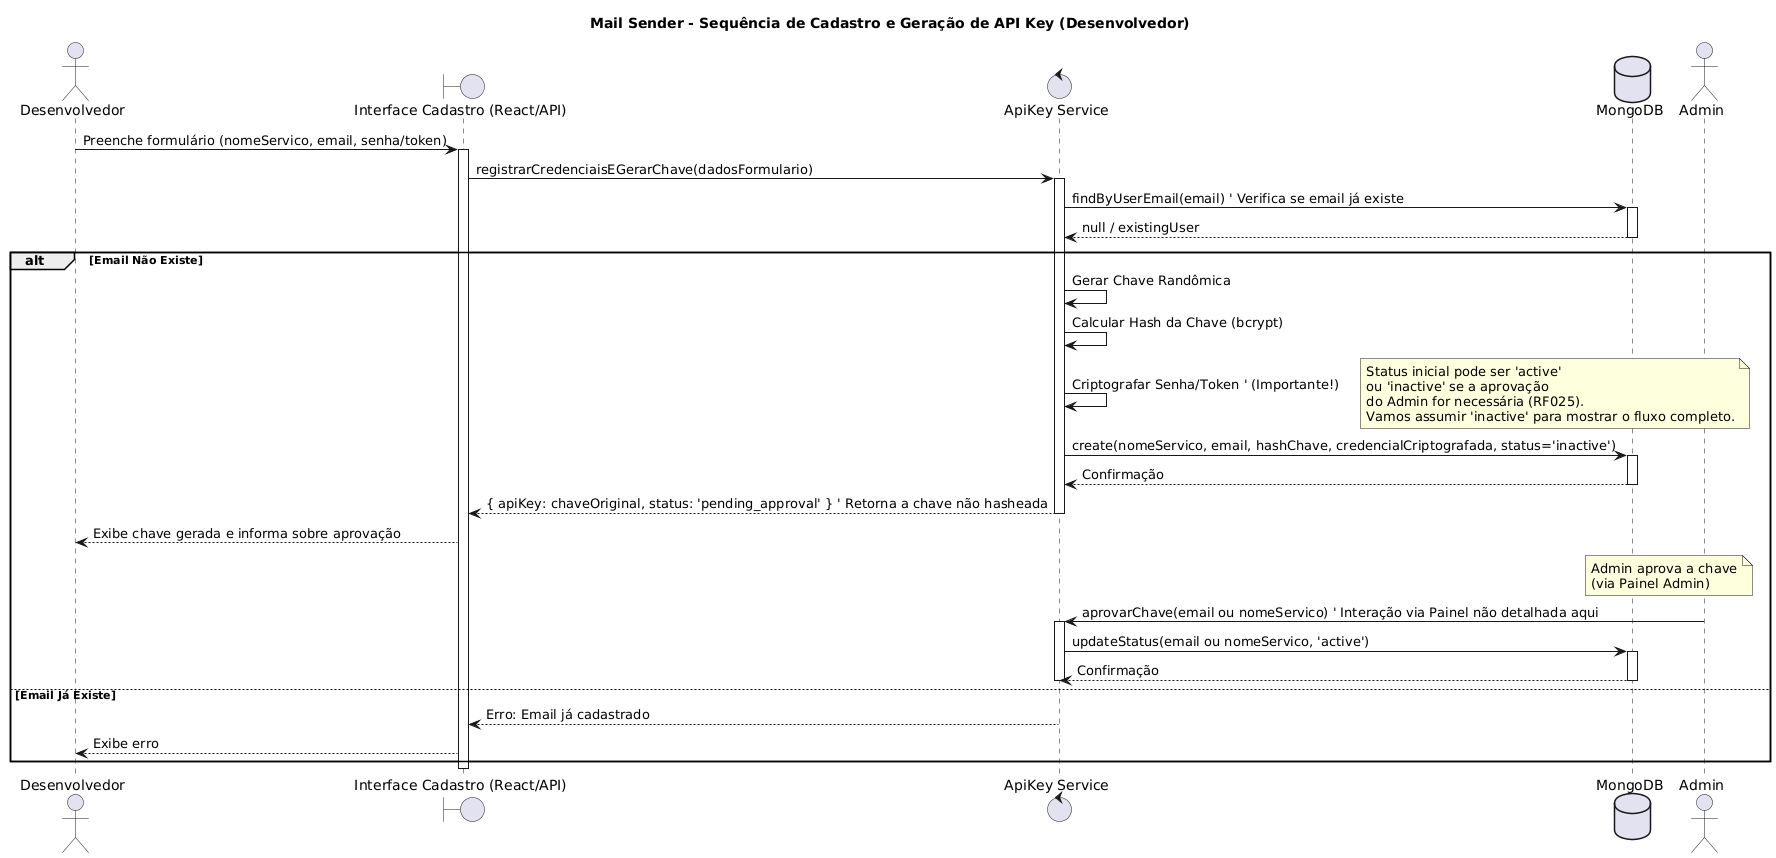 Mail Sender - Sequência de Cadastro e Geração de API Key (Desenvolvedor)
Desenvolvedor
Interface Cadastro (React/API)
ApiKey Service
MongoDB
Admin
Preenche formulário (nomeServico, email, senha/token)
registrarCredenciaisEGerarChave(dadosFormulario)
findByUserEmail(email) ' Verifica se email já existe
null / existingUser
alt
[Email Não Existe]
Gerar Chave Randômica
Calcular Hash da Chave (bcrypt)
Criptografar Senha/Token ' (Importante!)
Status inicial pode ser 'active'
ou 'inactive' se a aprovação
do Admin for necessária (RF025).
Vamos assumir 'inactive' para mostrar o fluxo completo.
create(nomeServico, email, hashChave, credencialCriptografada, status='inactive')
Confirmação
{ apiKey: chaveOriginal, status: 'pending_approval' } ' Retorna a chave não hasheada
Exibe chave gerada e informa sobre aprovação
Admin aprova a chave
(via Painel Admin)
aprovarChave(email ou nomeServico) ' Interação via Painel não detalhada aqui
updateStatus(email ou nomeServico, 'active')
Confirmação
[Email Já Existe]
Erro: Email já cadastrado
Exibe erro
Desenvolvedor
Interface Cadastro (React/API)
ApiKey Service
MongoDB
Admin